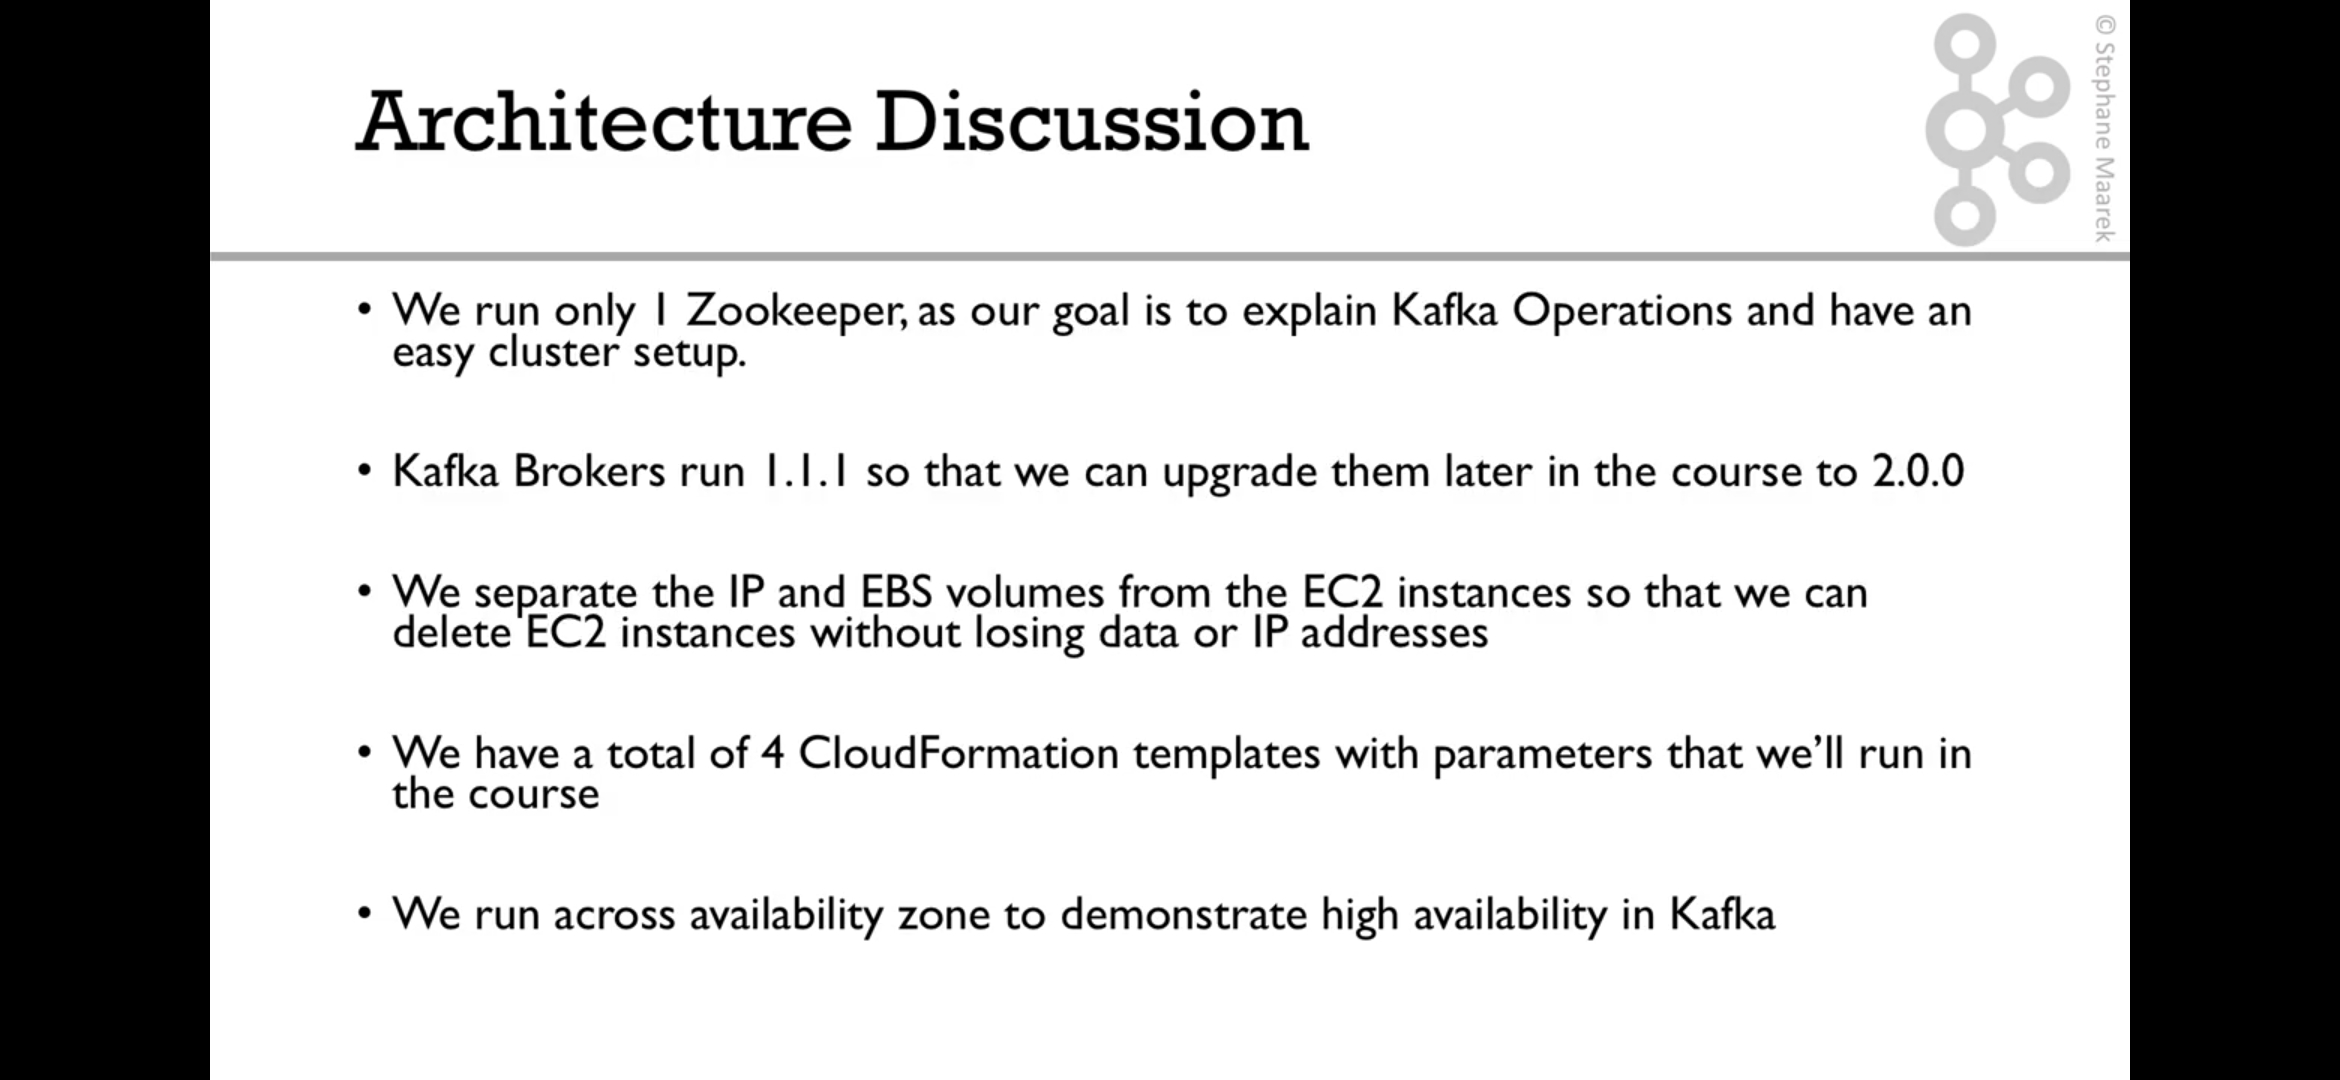 Architecture Discussion
© Stephane Maarek
• We run only 1 Zookeeper, as our goal is to explain Kafka Operations and have an
easy cluster setup.
• Kafka Brokers run 1.1.1 so that we can upgrade them later in the course to 2.0.0
• We separate the IP and EBS volumes from the EC2 instances so that we can
delete EC2 instances without losing data or IP addresses
• We have a total of 4 CloudFormation templates with parameters that we’ll run in
the course
• We run across availability zone to demonstrate high availability in Kafka